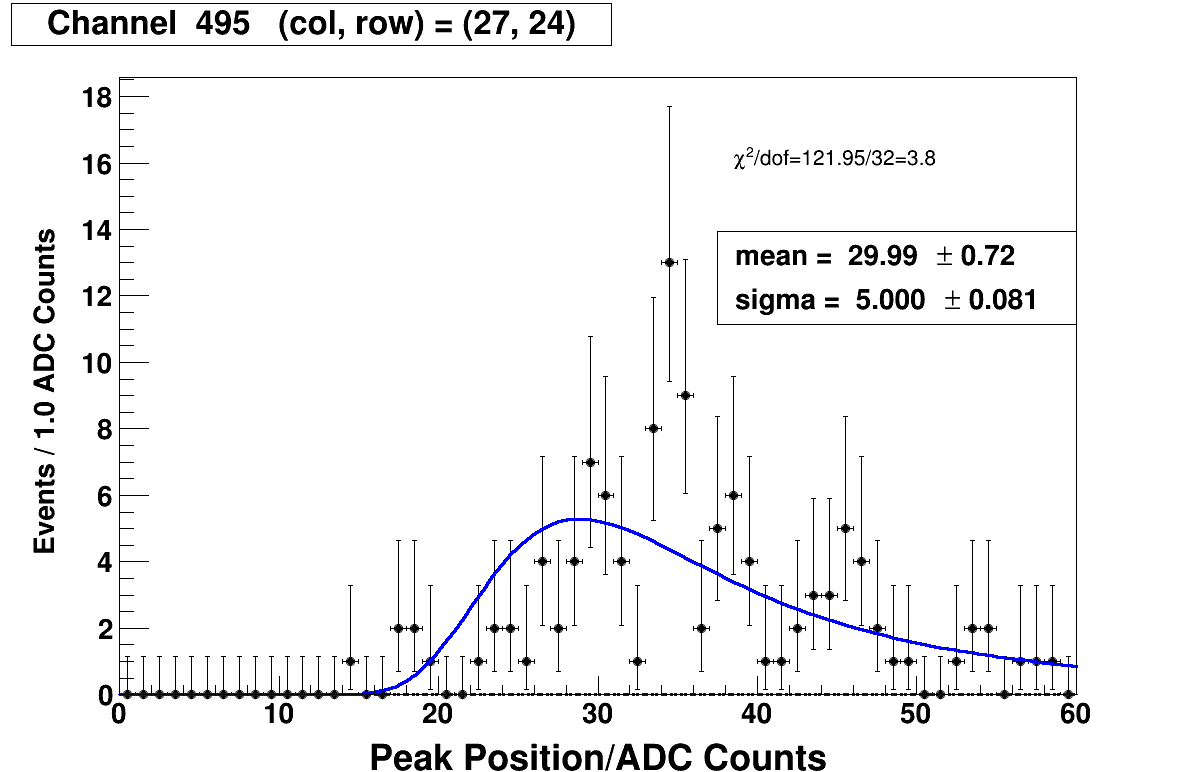 Channel 495 (col, row) = (27, 24)
18
16
14
12
10
8
6
4
2
0
Events / 1.0 ADC Counts
χ²/dof=121.95/32=3.8
mean = 29.99 ± 0.72
sigma = 5.000 ± 0.081
0 10 20 30 40 50 60
Peak Position/ADC Counts